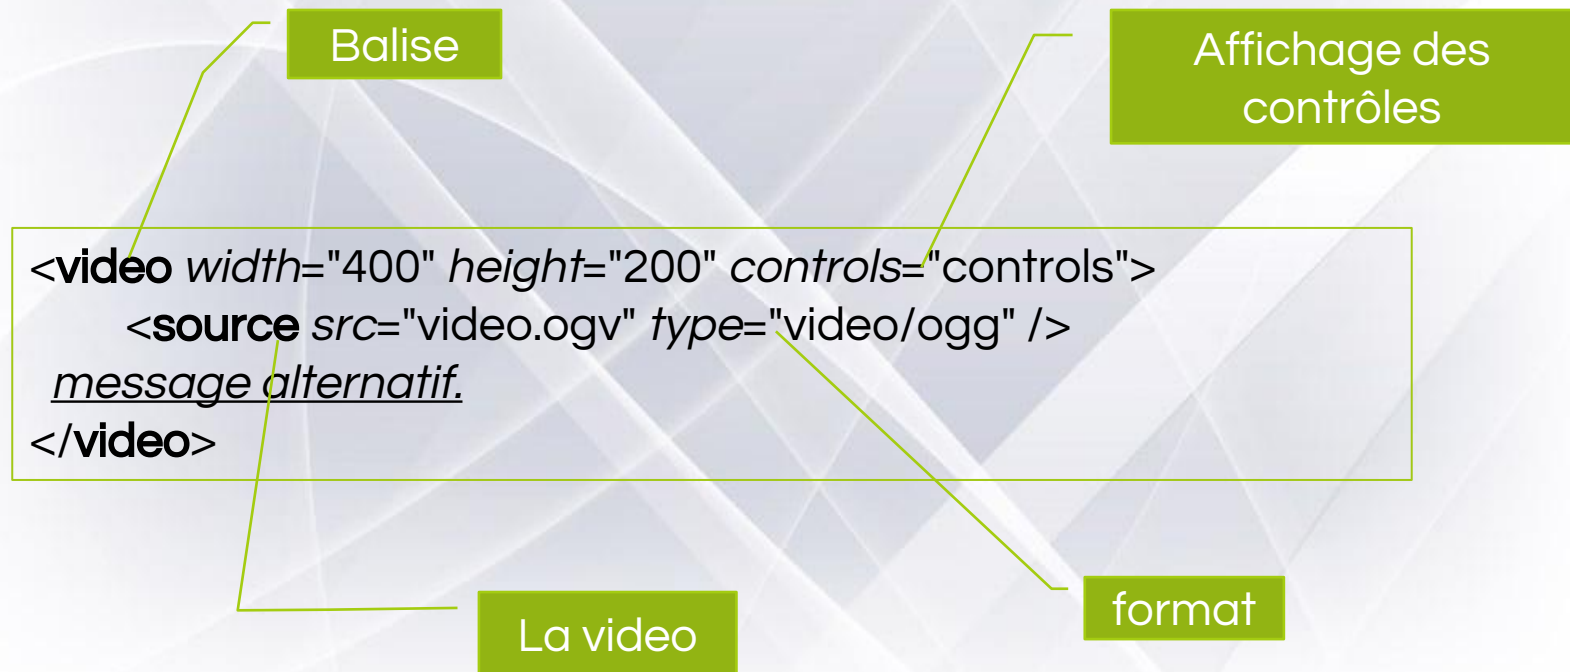 Balise
Affichage des
contrôles
<video width="400" height="200" controls="controls">
<source src="video.ogv" type="video/ogg" />
message alternatif.
</video>
La video
format